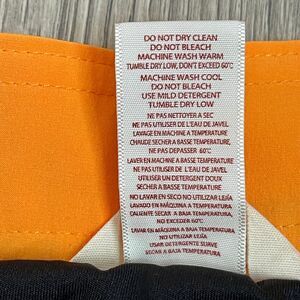 DO NOT DRY CLEAN
DO NOT BLEACH
MACHINE WASH WARM
TUMBLE DRY LOW, DON'T EXCEED 60˚C
MACHINE WASH COOL
DO NOT BLEACH
USE MILD DETERGENT
TUMBLE DRY LOW
NE PAS NETTOYER A SEC
NE PAS UTILISER DE L'EAU DE JAVEL
LAVAGE EN MACHINE A TEMPERATURE
CHAUDE SECHER A BASSE TEMPERATURE,
NE PAS DEPASSER 60˚C
LAVER EN MACHINE A BASSE TEMPERATURE
NE PAS UTILISER DE L'EAU DE JAVEL
UTILISER UN DETERGENT DOUX
SECHER A BASSE TEMPERATURE
NO LAVAR EN SECO NO UTILIZAR LEJÍA
LAVADO EN MÁQUINA A TEMPERATURA
CALIENTE SECAR A BAJA TEMPERATURA,
NO EXCEDER 60˚C
LAVAR EN MÁQUINA A BAJA TEMPERATURA
NO UTILIZAR LEJÍA
USAR DETERGENTE SUAVE
SECAR A BAJA TEMPERATURA